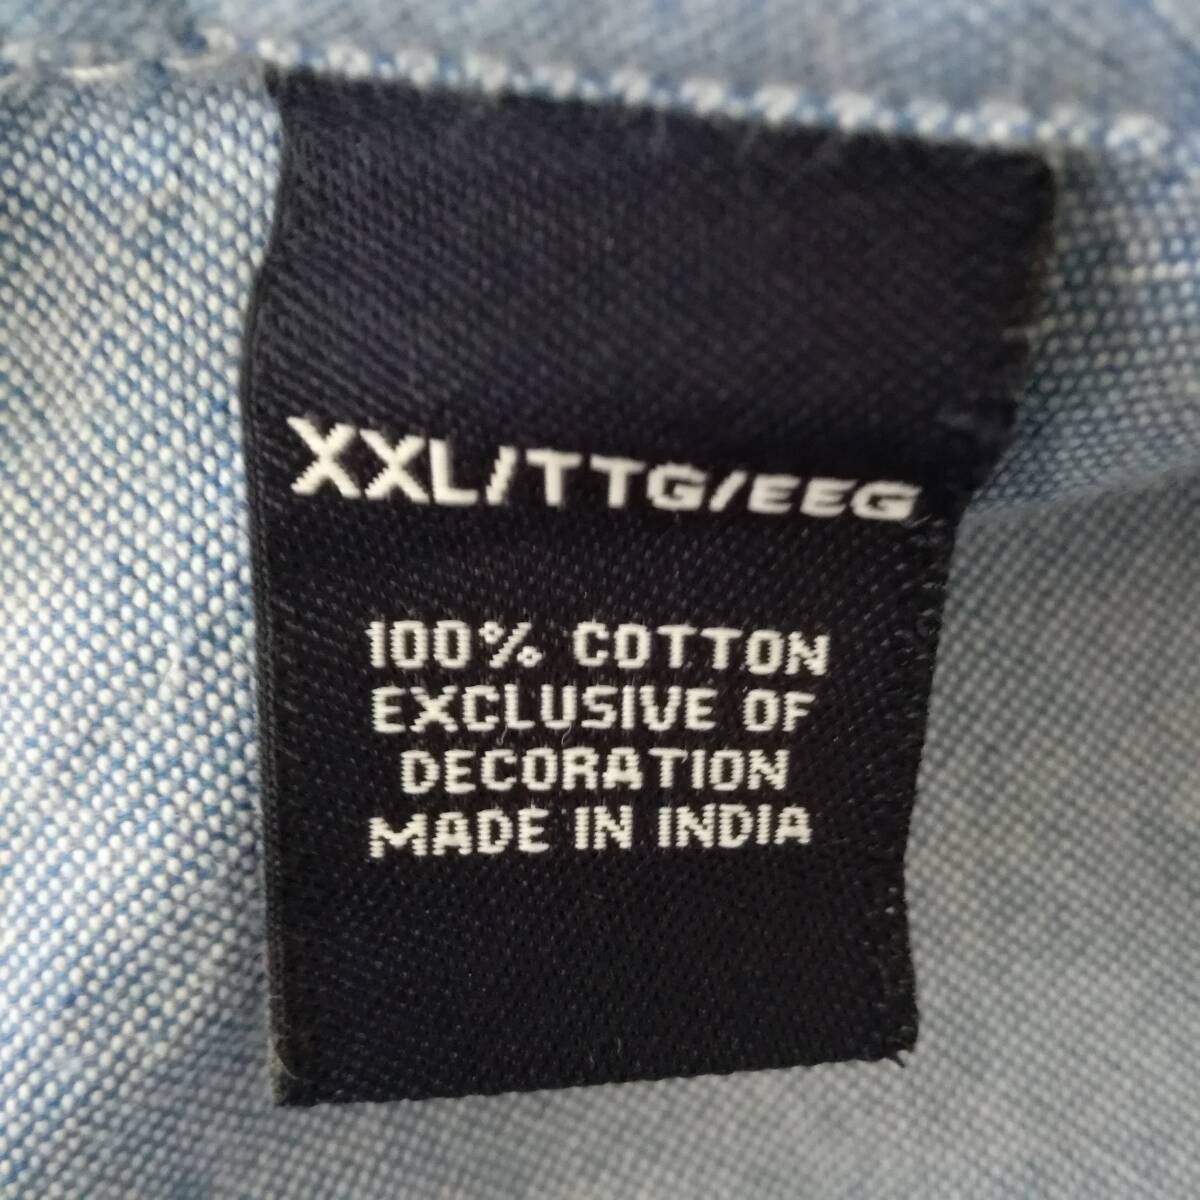 XXL/TTG/EEG
100% COTTON
EXCLUSIVE OF
DECORATION
MADE IN INDIA